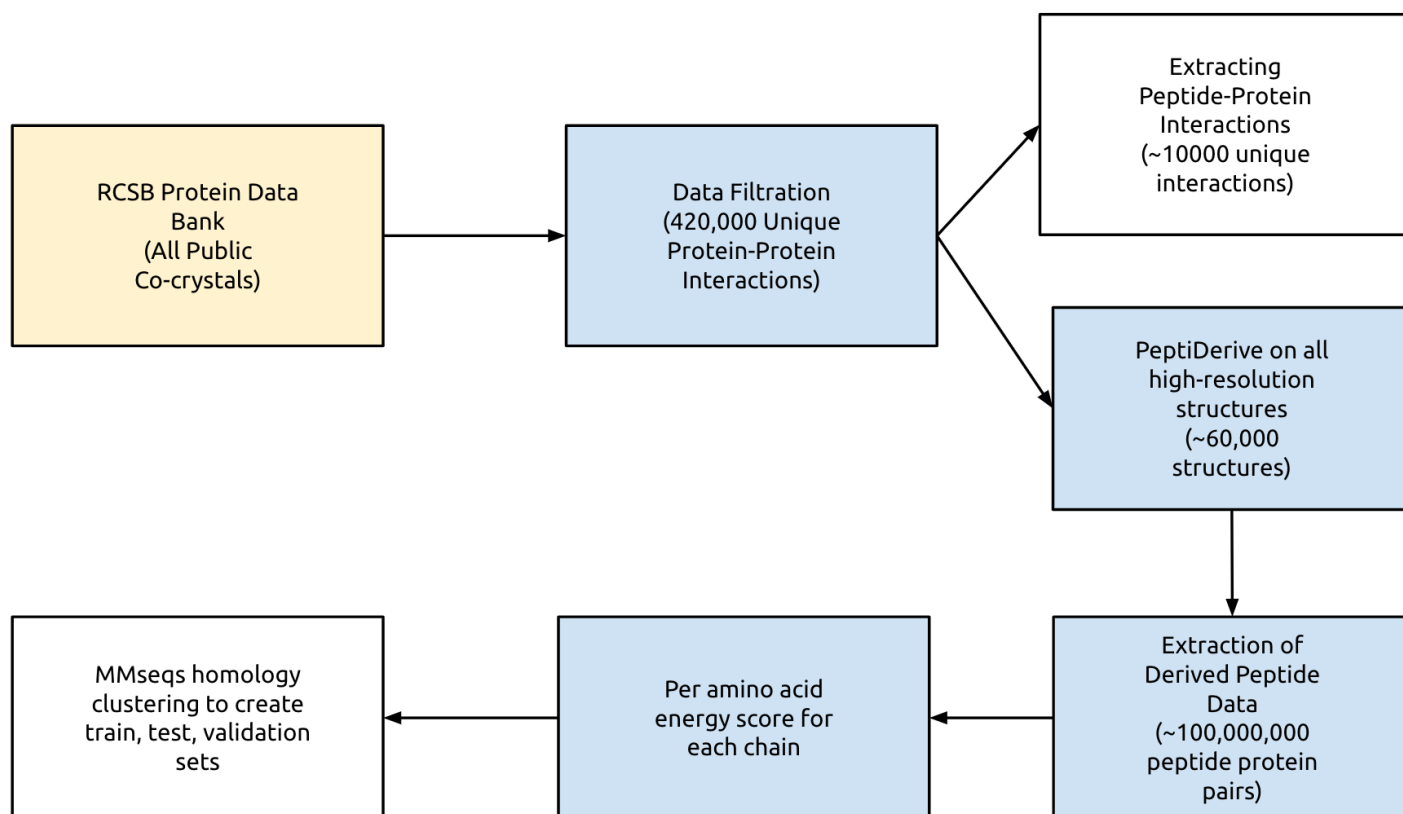 RCSB Protein Data
Bank
(All Public
Co-crystals)
Data Filtration
(420,000 Unique
Protein-Protein
Interactions)
Extracting
Peptide-Protein
Interactions
(~10000 unique
interactions)
PeptiDerive on all
high-resolution
structures
(~60,000
structures)
Extraction of
Derived Peptide
Data
(~100,000,000
peptide protein
pairs)
Per amino acid
energy score for
each chain
MMseqs homology
clustering to create
train, test, validation
sets